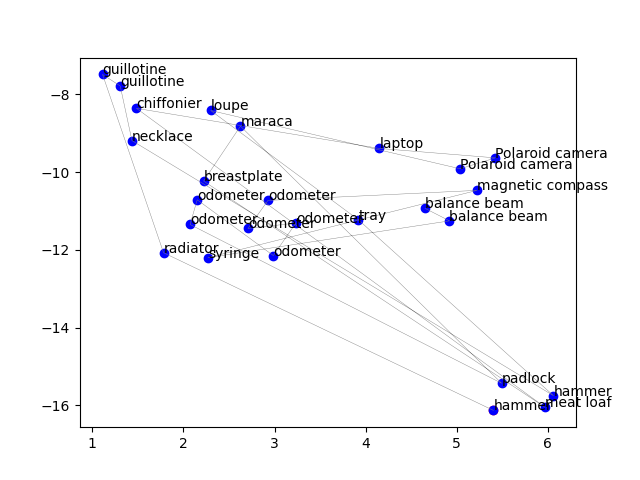 guillotine
guillotine
chiffonier
loupe
maraca
necklace
laptop
Polaroid camera
Polaroid camera
breastplate
magnetic compass
odometer
odometer
balance beam
balance beam
odometer
odometer
odometer
tray
radiator
syringe
odometer
padlock
hammer
hammer
meat loaf
−8
−10
−12
−14
−16
1
2
3
4
5
6